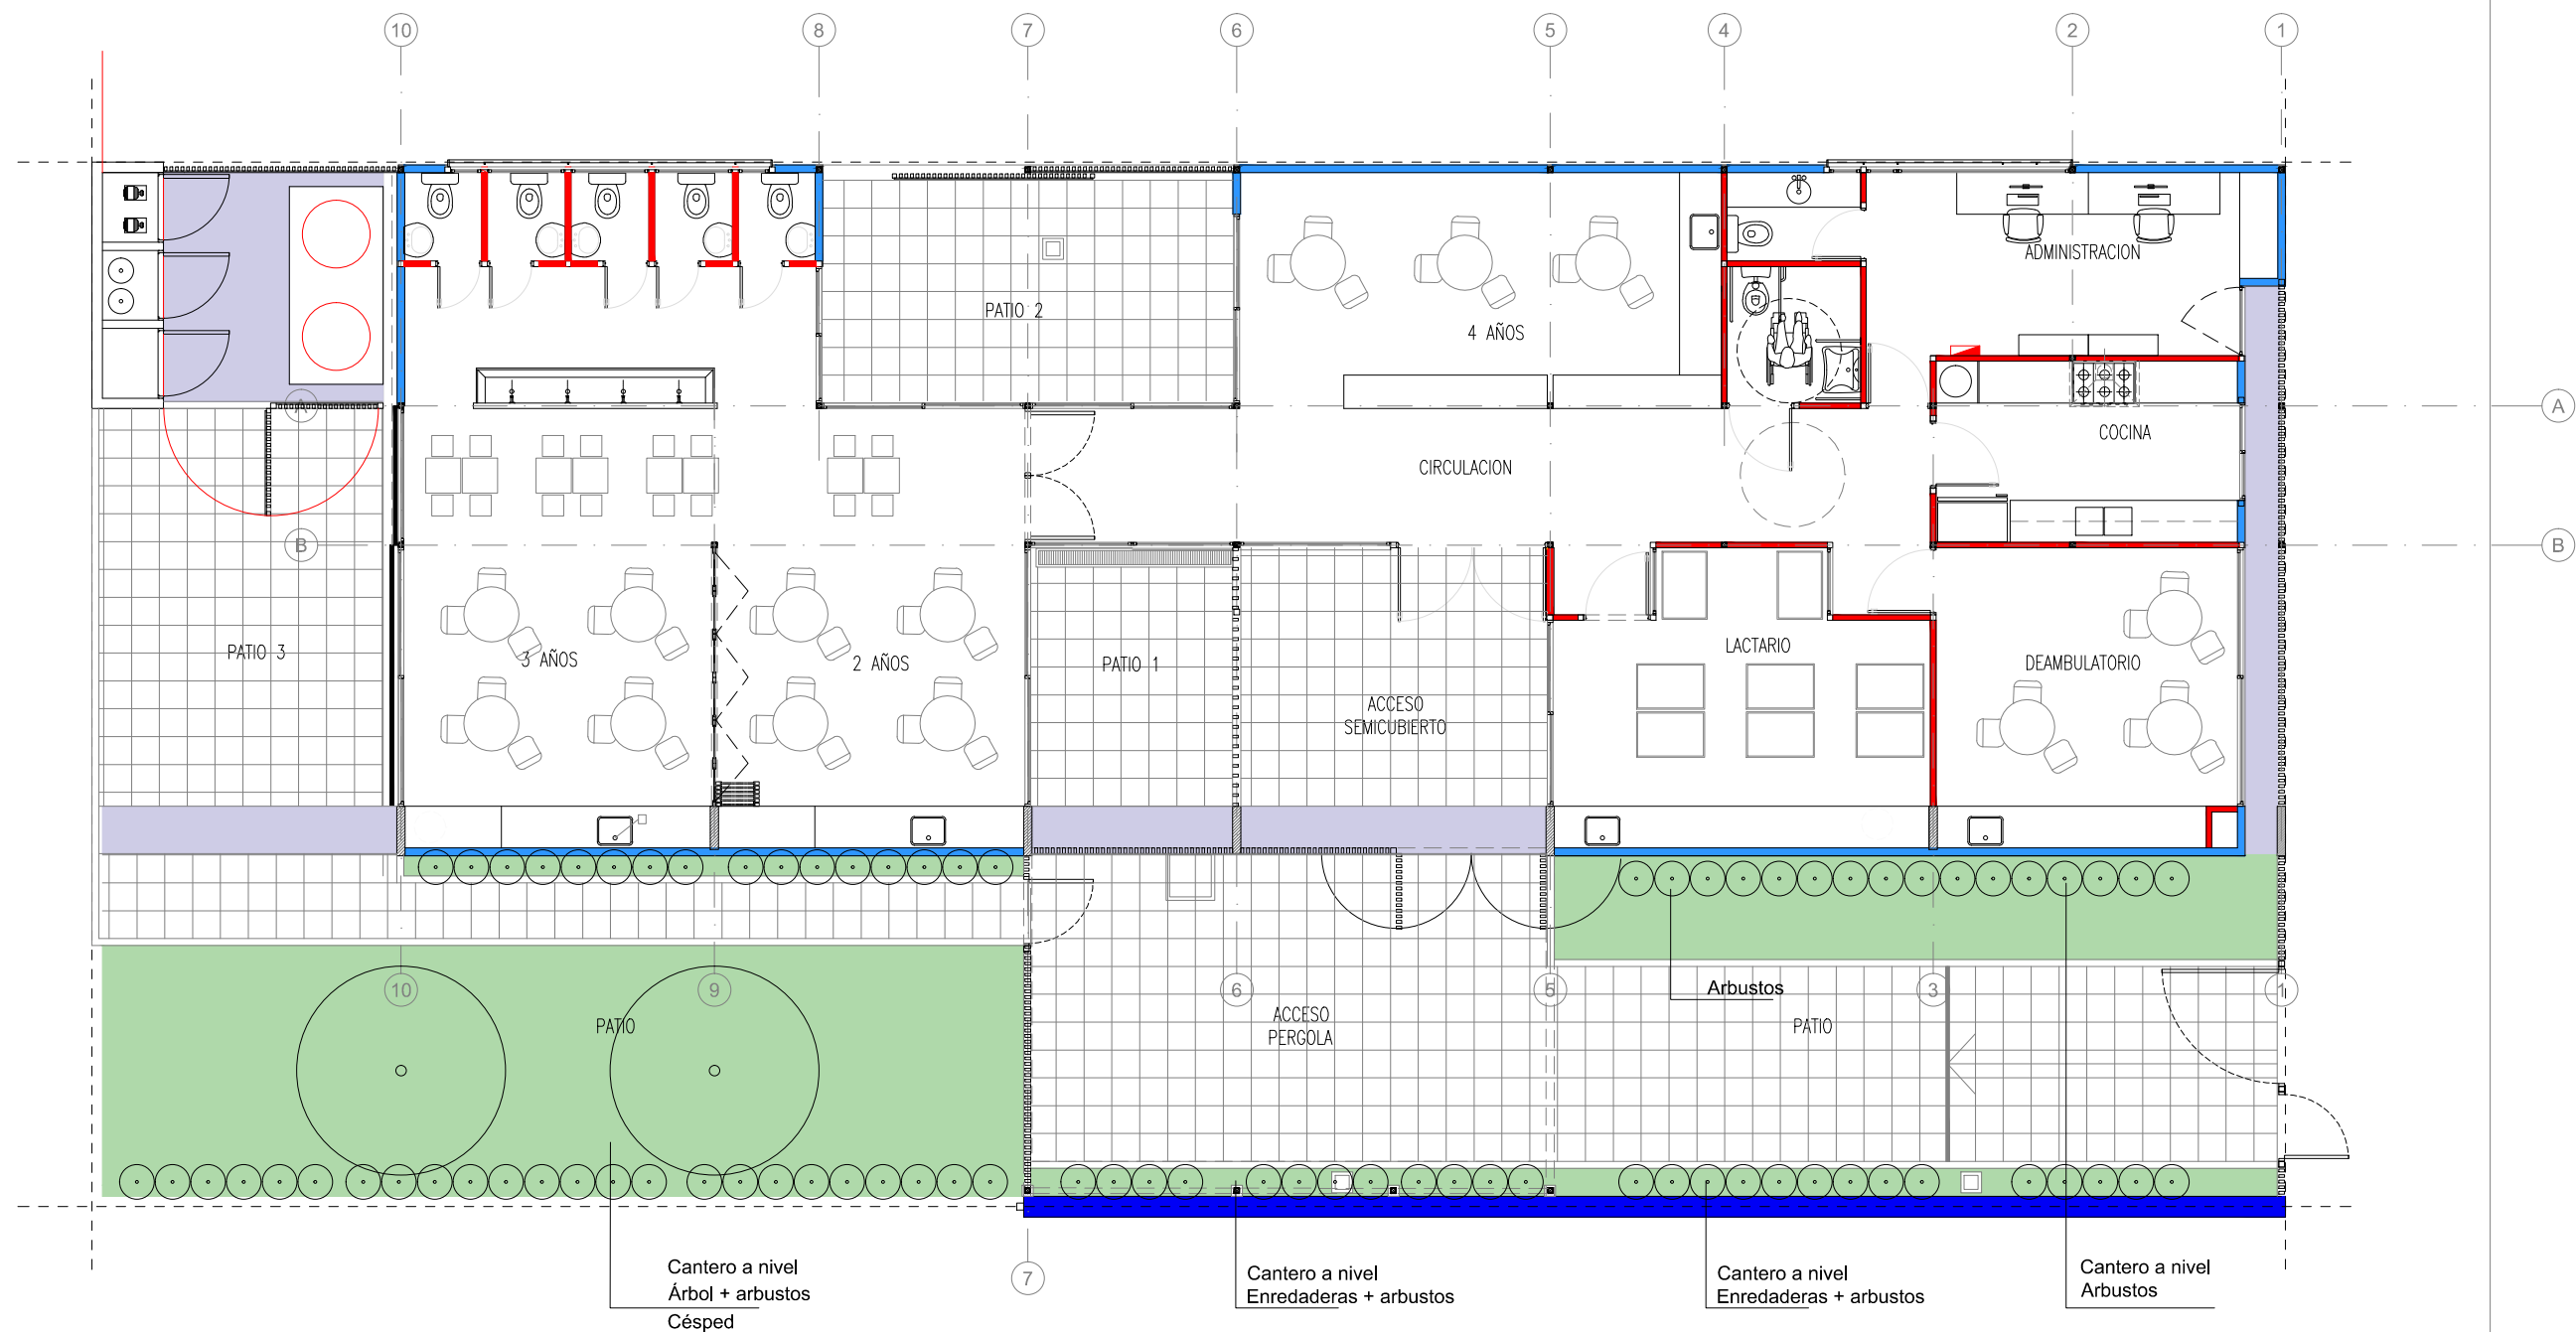 10
8
7
6
5
4
2
1
ADMINISTRACION
PATIO 2
4 AÑOS
A
A
COCINA
CIRCULACION
B
B
PATIO 3
3 AÑOS
2 AÑOS
PATIO 1
LACTARIO
DEAMBULATORIO
ACCESO
SEMICUBIERTO
10
9
6
5
Arbustos
3
1
PATIO
ACCESO
PERGOLA
PATIO
7
Cantero a nivel
Árbol + arbustos
Césped
Cantero a nivel
Enredaderas + arbustos
Cantero a nivel
Enredaderas + arbustos
Cantero a nivel
Arbustos